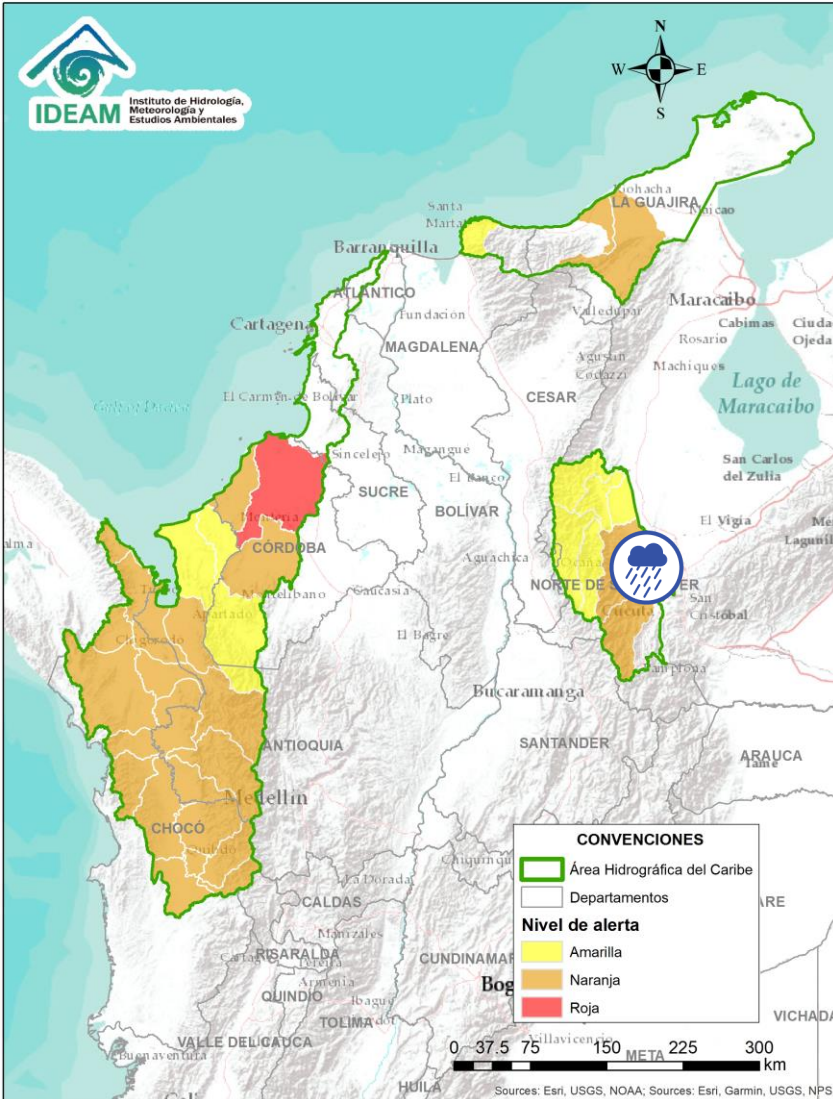 IDEAM
Instituto de Hidrología,
Meteorología y
Estudios Ambientales
N
W
E
S
Santa
LA GUAJIRA
Maicao
Barranquilla
ATLÁNTICO
Maracaibo
Fundación
Valledupar
Cabimas
Cartagena
Rosario
MAGDALENA
Machiques
Agustín
Codazzi
Lago de
Maracaibo
CESAR
El Carmen de Bolívar
Plato
Sincelejo
Magangué
San Carlos
del Zulia
El Banco
SUCRE
BOLÍVAR
El Vigía
CÓRDOBA
Aguachica
Caucasia
San
Cristóbal
Apartadó
El Bagre
Cúcuta
Pamplona
Bucaramanga
ANTIOQUIA
SANTANDER
ARAUCA
Tame
Medellín
CHOCÓ
Quibdó
La Dorada
CALDAS
Manizales
RISARALDA
Pereira
Armenia
QUINDÍO
Ibagué
TOLIMA
VALLE DEL CAUCA
Buenaventura
Villavicencio
META
VICHADA
HUILA
CONVENCIONES
Área Hidrográfica del Caribe
Departamentos
Nivel de alerta
Amarilla
Naranja
Roja
0 37.5 75 150 225 300
km
Sources: Esri, USGS, NOAA; Sources: Esri, Garmin, USGS, NPS